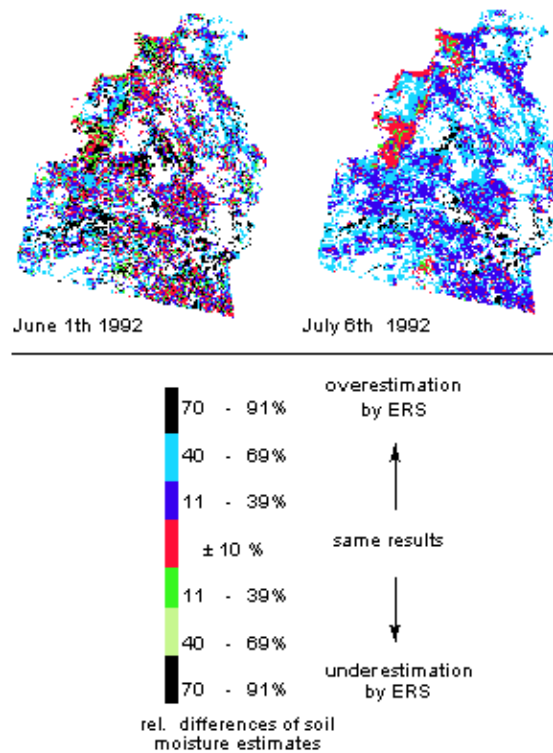 June 1th 1992
July 6th 1992
70 - 91%
40 - 69%
11 - 39%
± 10 %
11 - 39%
40 - 69%
70 - 91%
overestimation
by ERS
same results
underestimation
by ERS
rel. differences of soil
moisture estimates